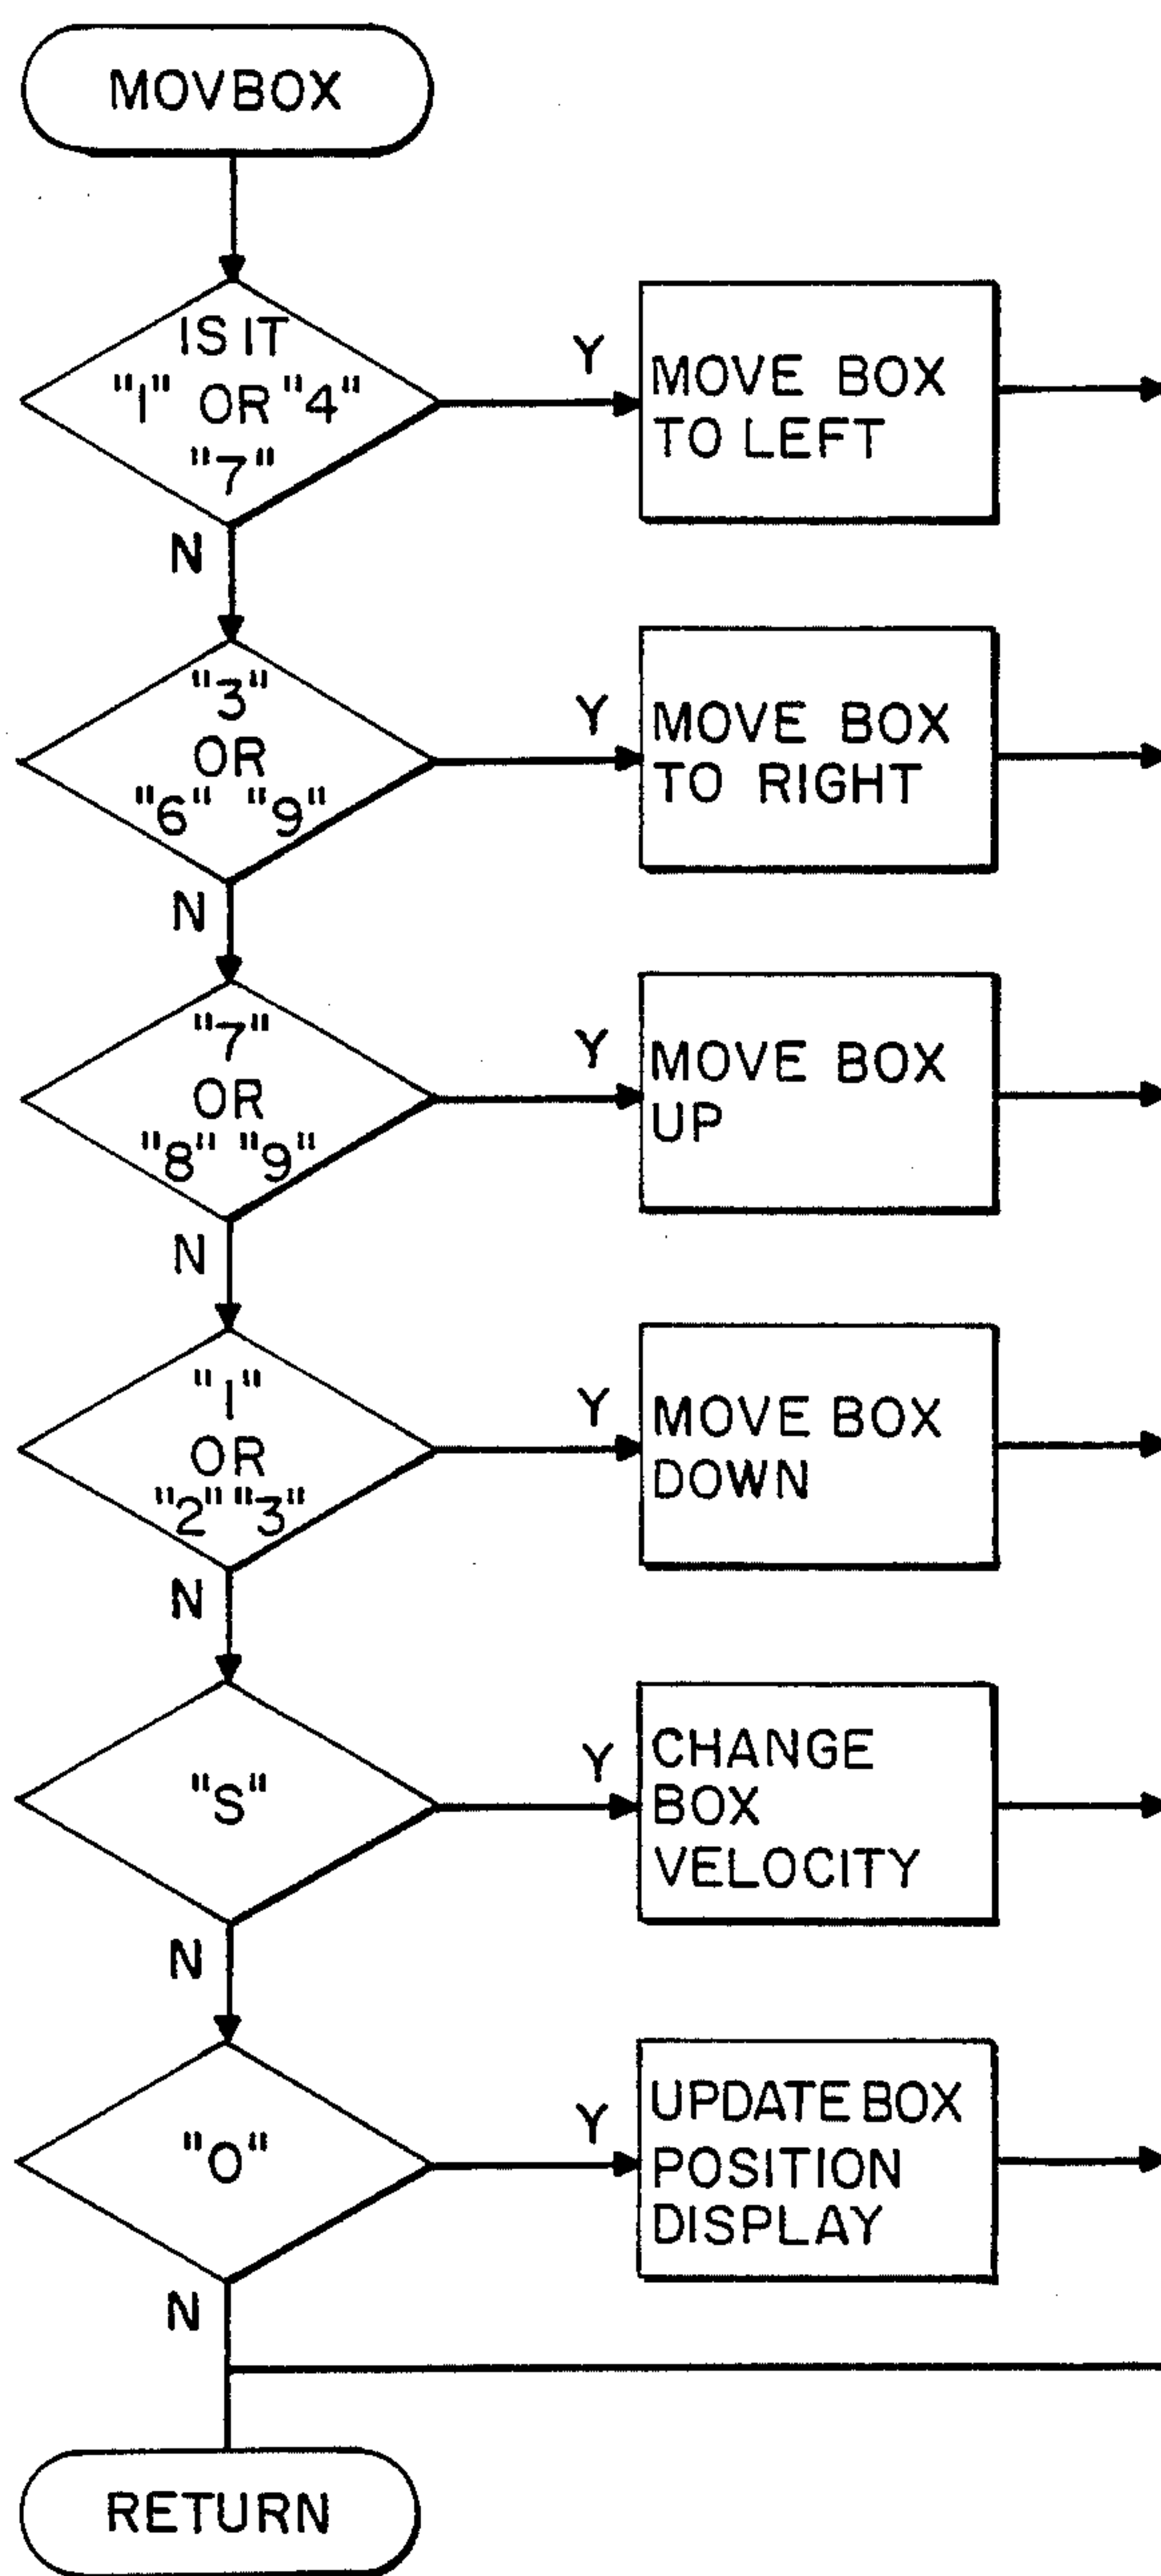 MOVBOX
IS IT
"1" OR "4"
"7"
Y
MOVE BOX
TO LEFT
N
"3"
OR
"6" "9"
Y
MOVE BOX
TO RIGHT
N
"7"
OR
"8" "9"
Y
MOVE BOX
UP
N
"1"
OR
"2" "3"
Y
MOVE BOX
DOWN
N
"S"
Y
CHANGE
BOX
VELOCITY
N
"O"
Y
UPDATE BOX
POSITION
DISPLAY
N
RETURN